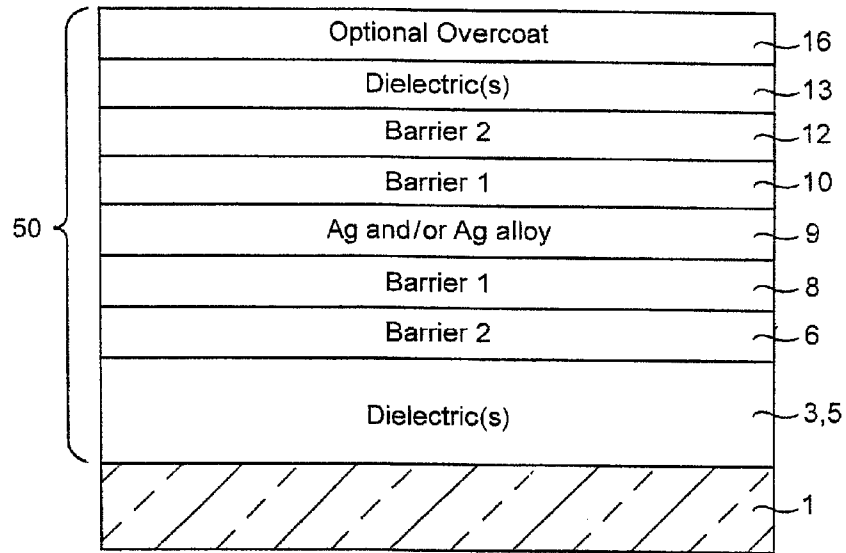 Optional Overcoat 16
Dielectric(s) 13
Barrier 2 12
Barrier 1 10
50
Ag and/or Ag alloy 9
Barrier 1 8
Barrier 2 6
Dielectric(s) 3,5
1